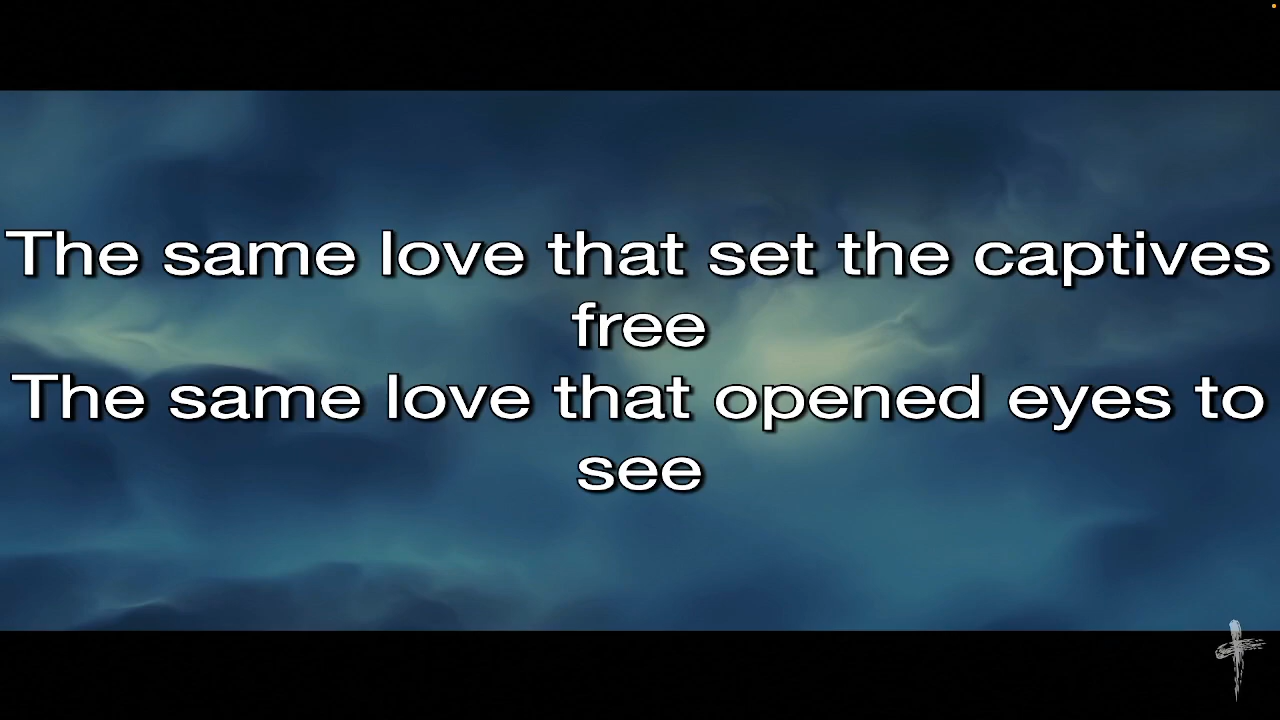 The same love that set the captives
free
The same love that opened eyes to
see